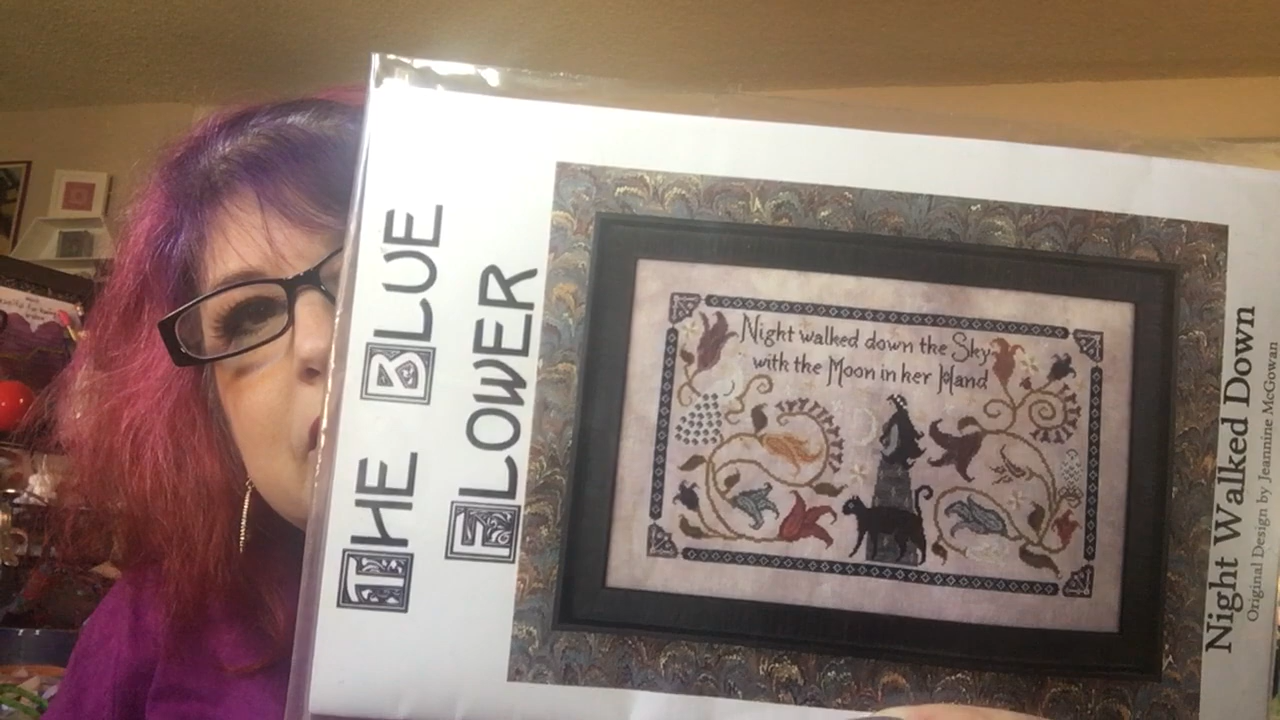 THE BLUE
FLOWER
Night walked down the Sky
with the Moon in her Hand
Night Walked Down
Original Design by Jeannine McGowan